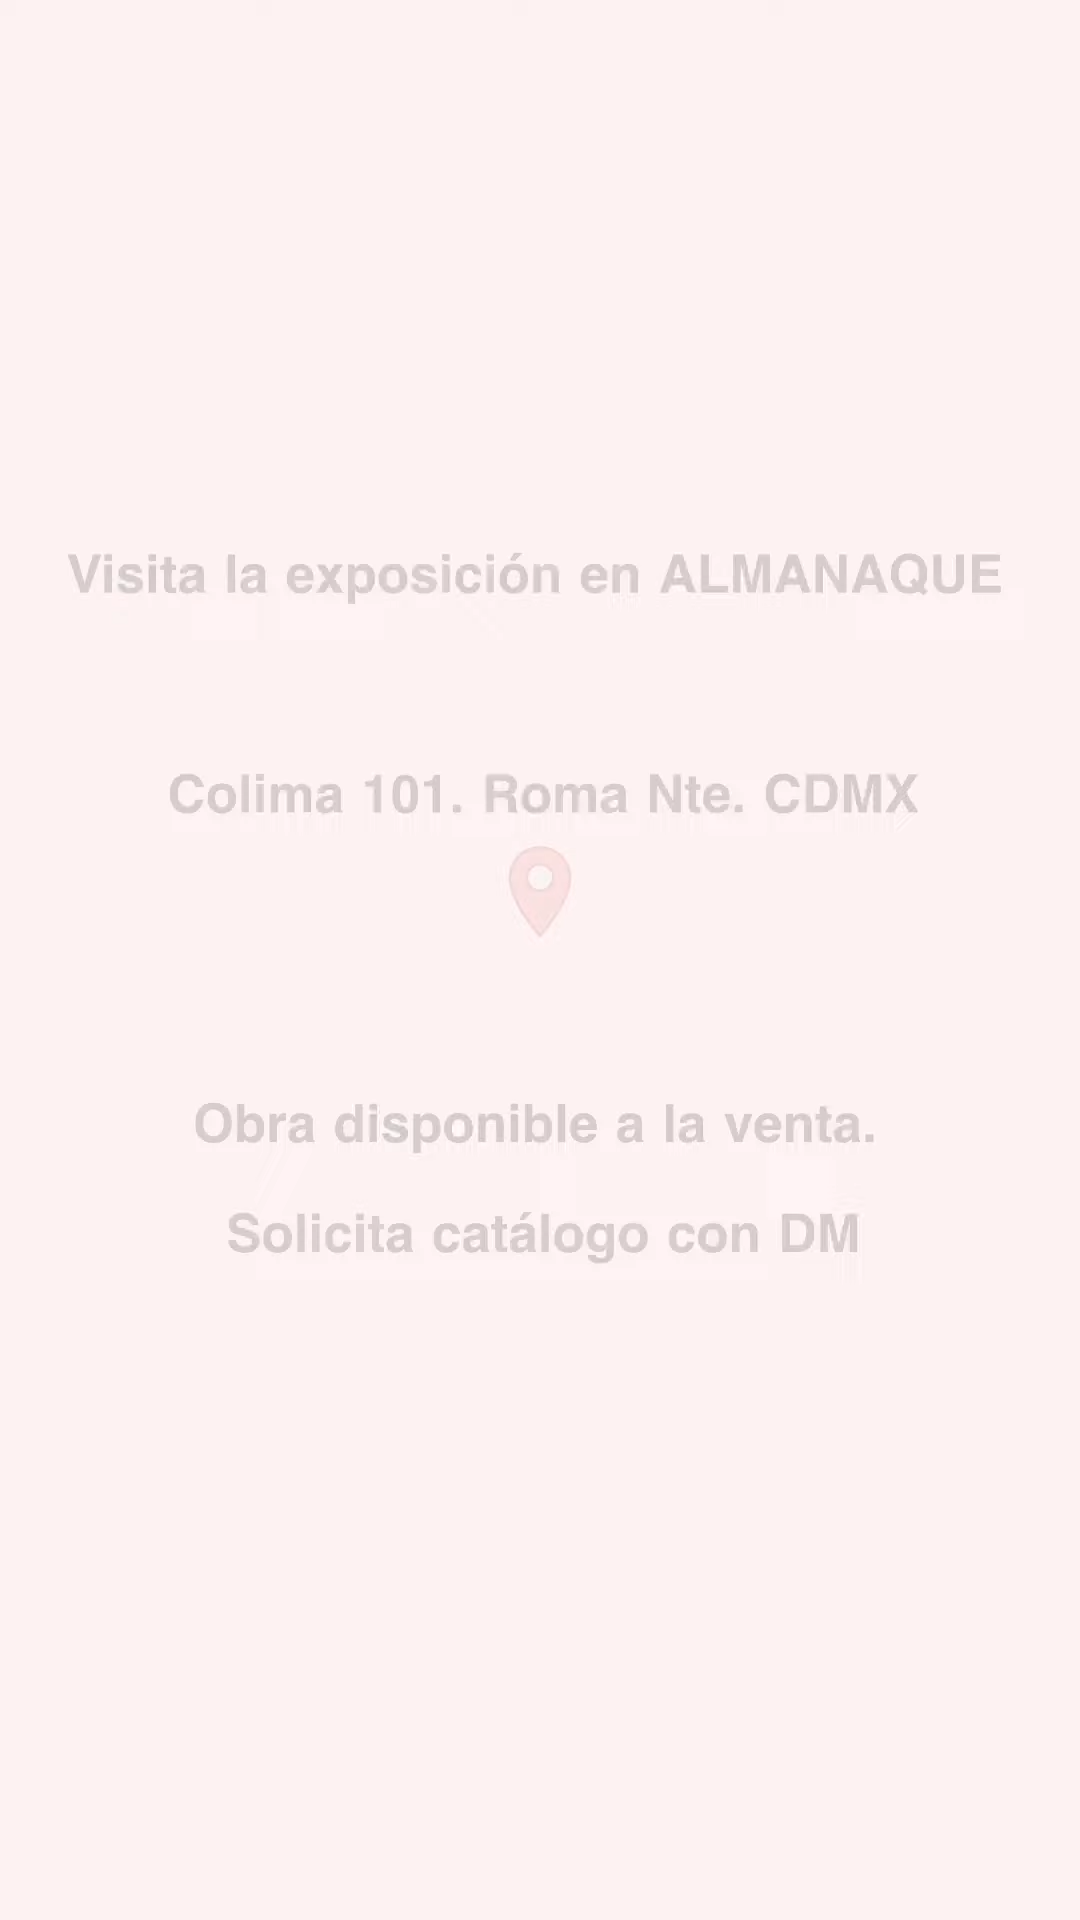 Visita la exposición en ALMANAQUE
Colima 101. Roma Nte. CDMX
Obra disponible a la venta.
Solicita catálogo con DM